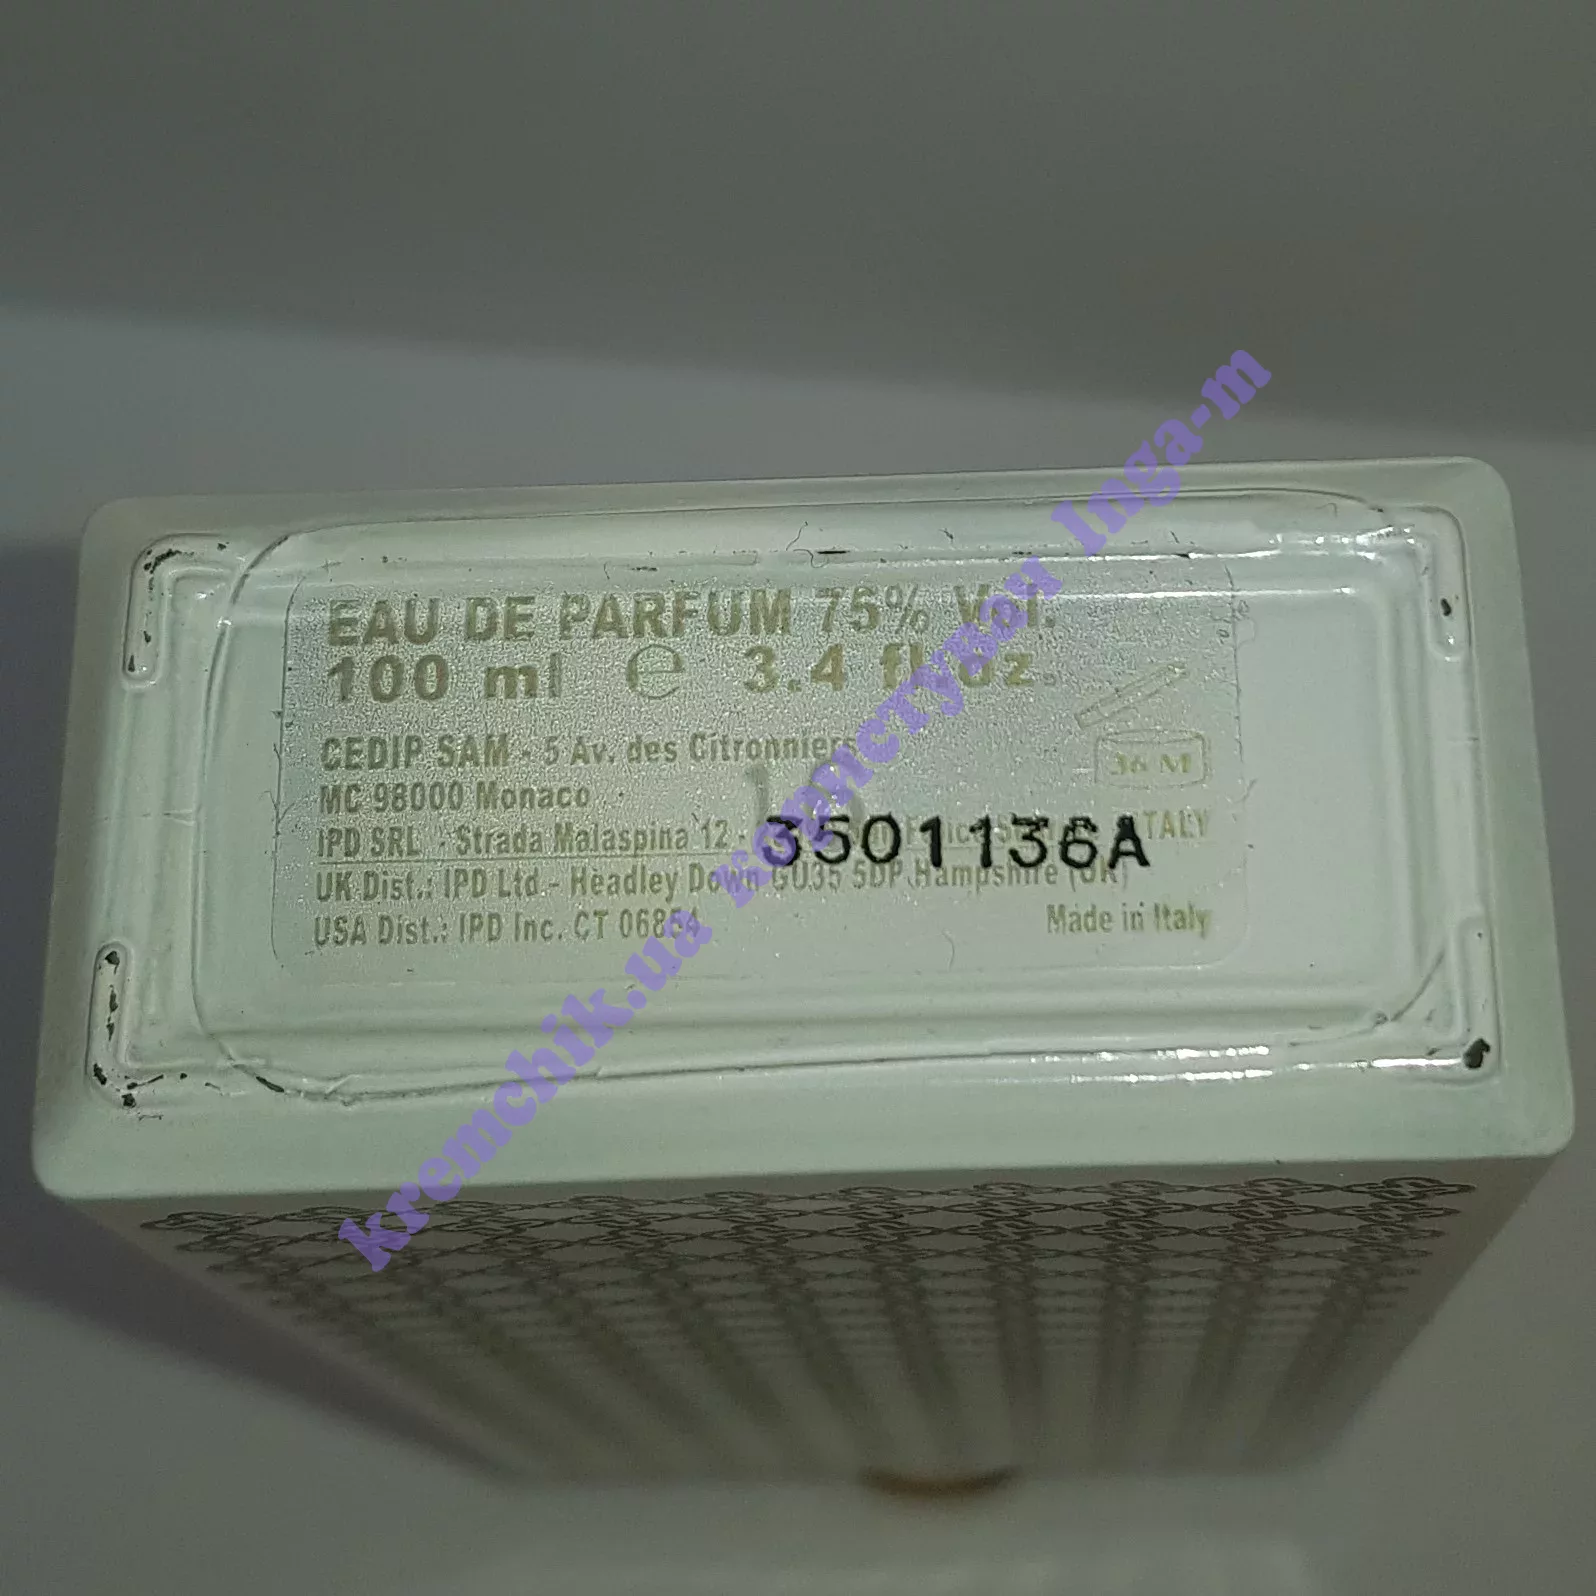 EAU DE PARFUM 75% Vol.
100 ml e 3.4 fl.oz.
36 M
CEDIP SAM - 5 Av. des Citronniers
MC 98000 Monaco
IPD SRL - Strada Malaspina 12 - ITALY
3501136A
UK Dist.: IPD Ltd.- Headley Down GU35 5DP Hampshire (UK)
USA Dist.: IPD Inc. CT 06854
Made in Italy
kremchik.ua користувач Inga-m